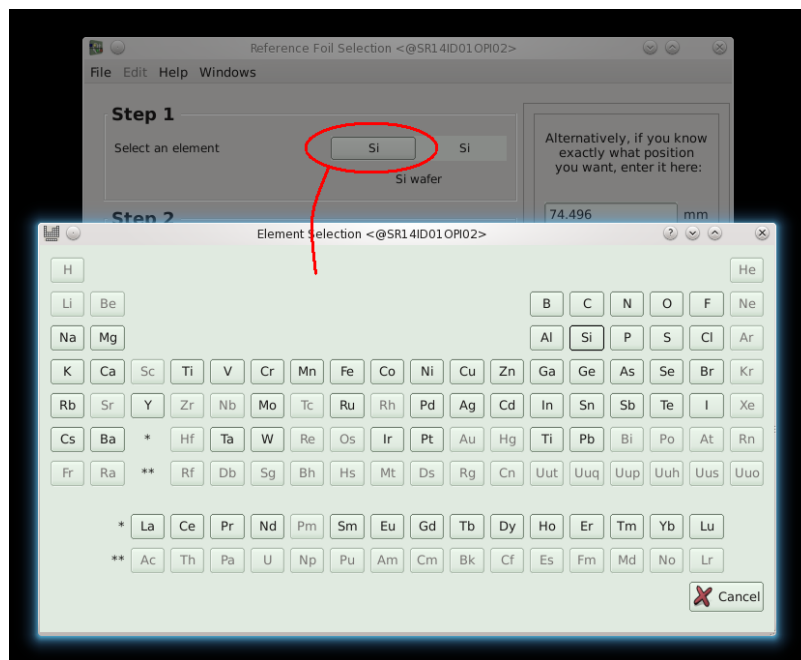 Reference Foil Selection <@SR14ID01OPI02>
File Edit Help Windows
Step 1
Select an element Si Si
Si wafer
Alternatively, if you know
exactly what position
you want, enter it here:
Step 2
74.496 mm
Element Selection <@SR14ID01OPI02>
H He
Li Be B C N O F Ne
Na Mg Al Si P S Cl Ar
K Ca Sc Ti V Cr Mn Fe Co Ni Cu Zn Ga Ge As Se Br Kr
Rb Sr Y Zr Nb Mo Tc Ru Rh Pd Ag Cd In Sn Sb Te I Xe
Cs Ba * Hf Ta W Re Os Ir Pt Au Hg Ti Pb Bi Po At Rn
Fr Ra ** Rf Db Sg Bh Hs Mt Ds Rg Cn Uut Uuq Uup Uuh Uus Uuo
* La Ce Pr Nd Pm Sm Eu Gd Tb Dy Ho Er Tm Yb Lu
** Ac Th Pa U Np Pu Am Cm Bk Cf Es Fm Md No Lr
Cancel